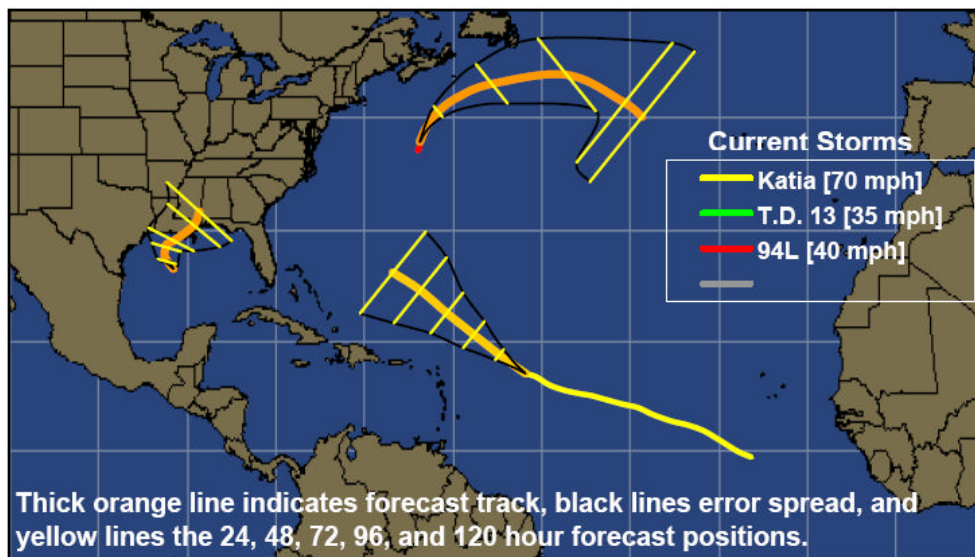 Current Storms
Katia [70 mph]
T.D. 13 [35 mph]
94L [40 mph]
Thick orange line indicates forecast track, black lines error spread, and
yellow lines the 24, 48, 72, 96, and 120 hour forecast positions.